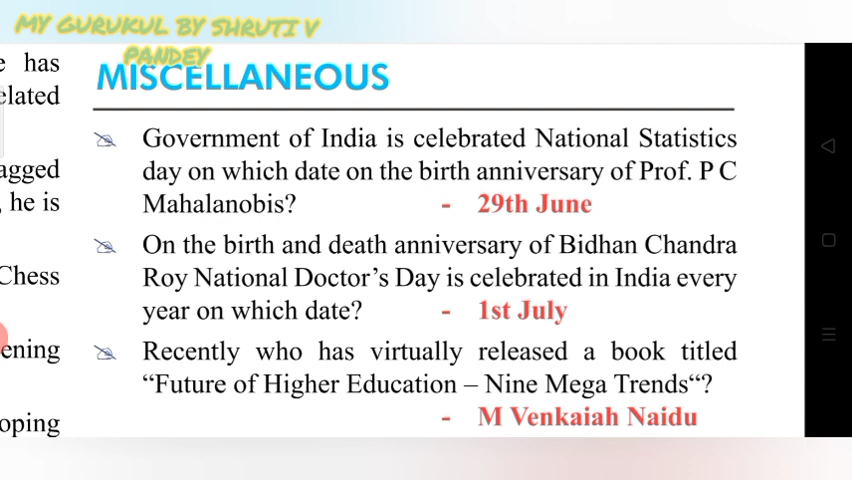 MY GURUKUL BY SHRUTI V
PANDEY
e has
elated
agged
, he is
Chess
ening
oping
MISCELLANEOUS
Government of India is celebrated National Statistics
day on which date on the birth anniversary of Prof. P C
Mahalanobis? - 29th June
On the birth and death anniversary of Bidhan Chandra
Roy National Doctor's Day is celebrated in India every
year on which date? - 1st July
Recently who has virtually released a book titled
“Future of Higher Education – Nine Mega Trends“?
- M Venkaiah Naidu